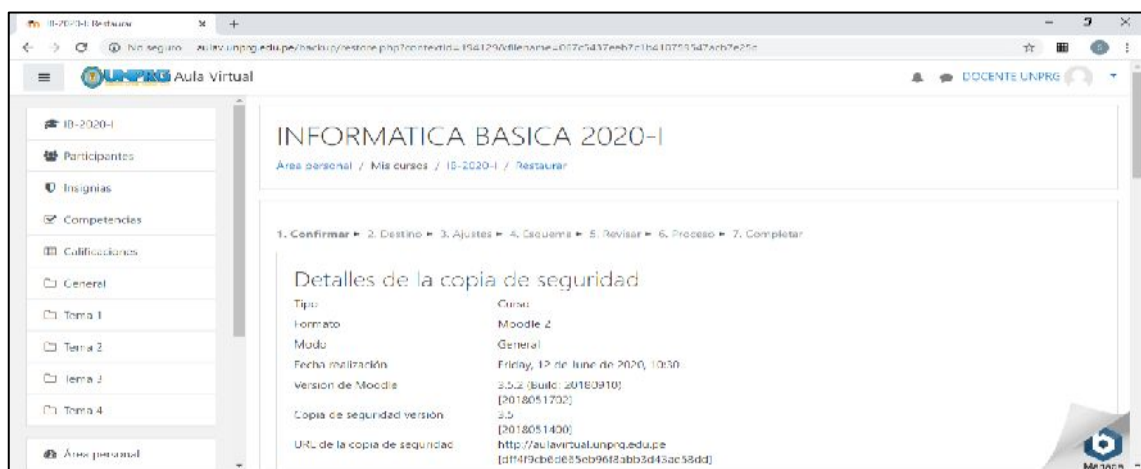 IB-2020-I: Restaurar
No seguro
UNPRG Aula Virtual
DOCENTE UNPRG
IB-2020-I
Participantes
Insignias
Competencias
Calificaciones
General
Tema 1
Tema 2
Tema 3
Tema 4
Área personal
INFORMATICA BASICA 2020-I
Área personal / Mis cursos / IB-2020-I / Restaurar
1. Confirmar ► 2. Destino ► 3. Ajustes ► 4. Esquema ► 5. Revisar ► 6. Proceso ► 7. Completar
Detalles de la copia de seguridad
Tipo Curso
Formato Moodle 2
Modo General
Fecha realización Friday, 12 de June de 2020, 10:30
Versión de Moodle 3.5.2 (Build: 20180910)
[2018051702]
Copia de seguridad versión 3.5
[2018051400]
URL de la copia de seguridad http://aulavirtual.unprg.edu.pe